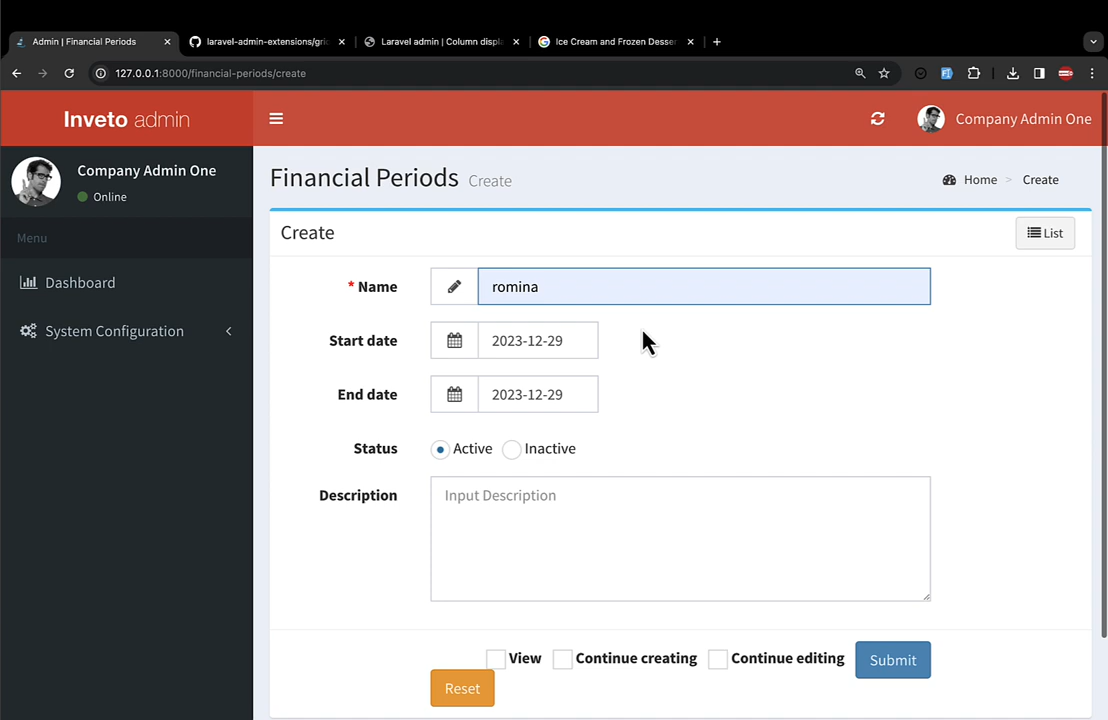 Admin | Financial Periods
laravel-admin-extensions/gri
Laravel admin | Column displ
Ice Cream and Frozen Desser
127.0.0.1:8000/financial-periods/create
Inveto admin
Company Admin One
Company Admin One
Online
Menu
Dashboard
System Configuration
Financial Periods Create
Home > Create
Create
List
* Name
romina
Start date
2023-12-29
End date
2023-12-29
Status
Active
Inactive
Description
Input Description
View
Continue creating
Continue editing
Submit
Reset